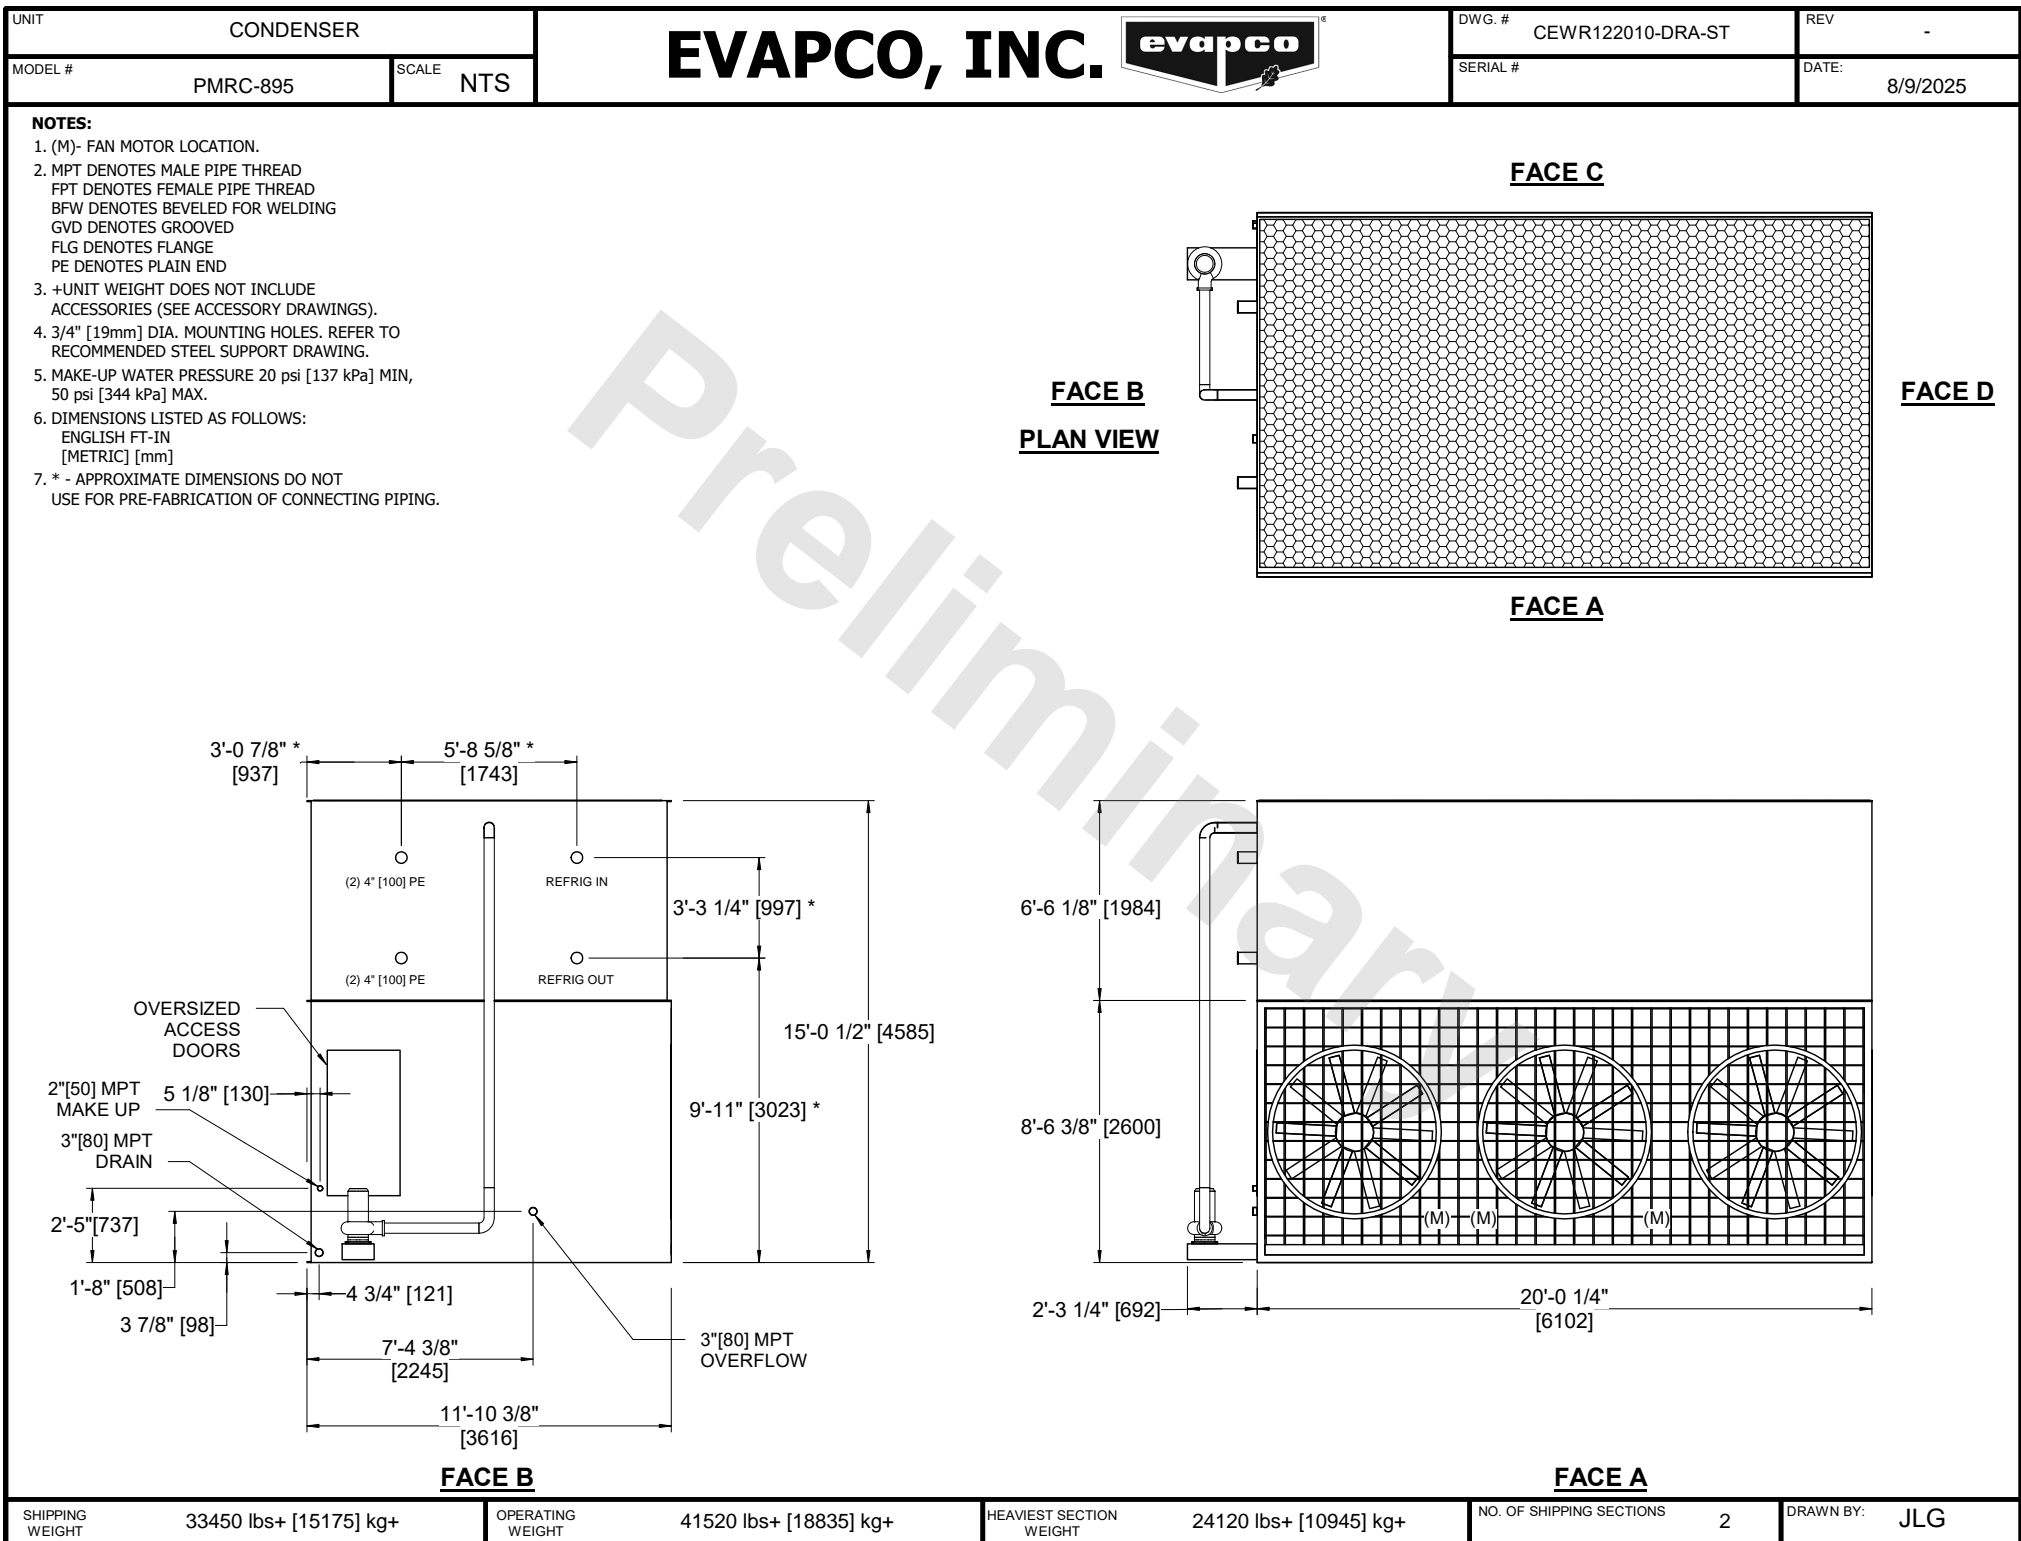 UNIT
CONDENSER
MODEL #
PMRC-895
SCALE
NTS
EVAPCO, INC.
evapco
®
DWG. #
CEWR122010-DRA-ST
REV
-
SERIAL #
DATE:
8/9/2025
NOTES:
1. (M)- FAN MOTOR LOCATION.
2. MPT DENOTES MALE PIPE THREAD
FPT DENOTES FEMALE PIPE THREAD
BFW DENOTES BEVELED FOR WELDING
GVD DENOTES GROOVED
FLG DENOTES FLANGE
PE DENOTES PLAIN END
3. +UNIT WEIGHT DOES NOT INCLUDE
ACCESSORIES (SEE ACCESSORY DRAWINGS).
4. 3/4" [19mm] DIA. MOUNTING HOLES. REFER TO
RECOMMENDED STEEL SUPPORT DRAWING.
5. MAKE-UP WATER PRESSURE 20 psi [137 kPa] MIN,
50 psi [344 kPa] MAX.
6. DIMENSIONS LISTED AS FOLLOWS:
ENGLISH FT-IN
[METRIC] [mm]
7. * - APPROXIMATE DIMENSIONS DO NOT
USE FOR PRE-FABRICATION OF CONNECTING PIPING.
Preliminary
FACE C
FACE B
PLAN VIEW
FACE D
FACE A
3'-0 7/8" *
[937]
5'-8 5/8" *
[1743]
(2) 4" [100] PE
REFRIG IN
3'-3 1/4" [997] *
(2) 4" [100] PE
REFRIG OUT
OVERSIZED
ACCESS
DOORS
15'-0 1/2" [4585]
2"[50] MPT
MAKE UP
5 1/8" [130]
9'-11" [3023] *
3"[80] MPT
DRAIN
2'-5"[737]
1'-8" [508]
3 7/8" [98]
4 3/4" [121]
7'-4 3/8"
[2245]
3"[80] MPT
OVERFLOW
11'-10 3/8"
[3616]
FACE B
6'-6 1/8" [1984]
8'-6 3/8" [2600]
(M)
(M)
(M)
2'-3 1/4" [692]
20'-0 1/4"
[6102]
FACE A
SHIPPING
WEIGHT
33450 lbs+ [15175] kg+
OPERATING
WEIGHT
41520 lbs+ [18835] kg+
HEAVIEST SECTION
WEIGHT
24120 lbs+ [10945] kg+
NO. OF SHIPPING SECTIONS
2
DRAWN BY:
JLG